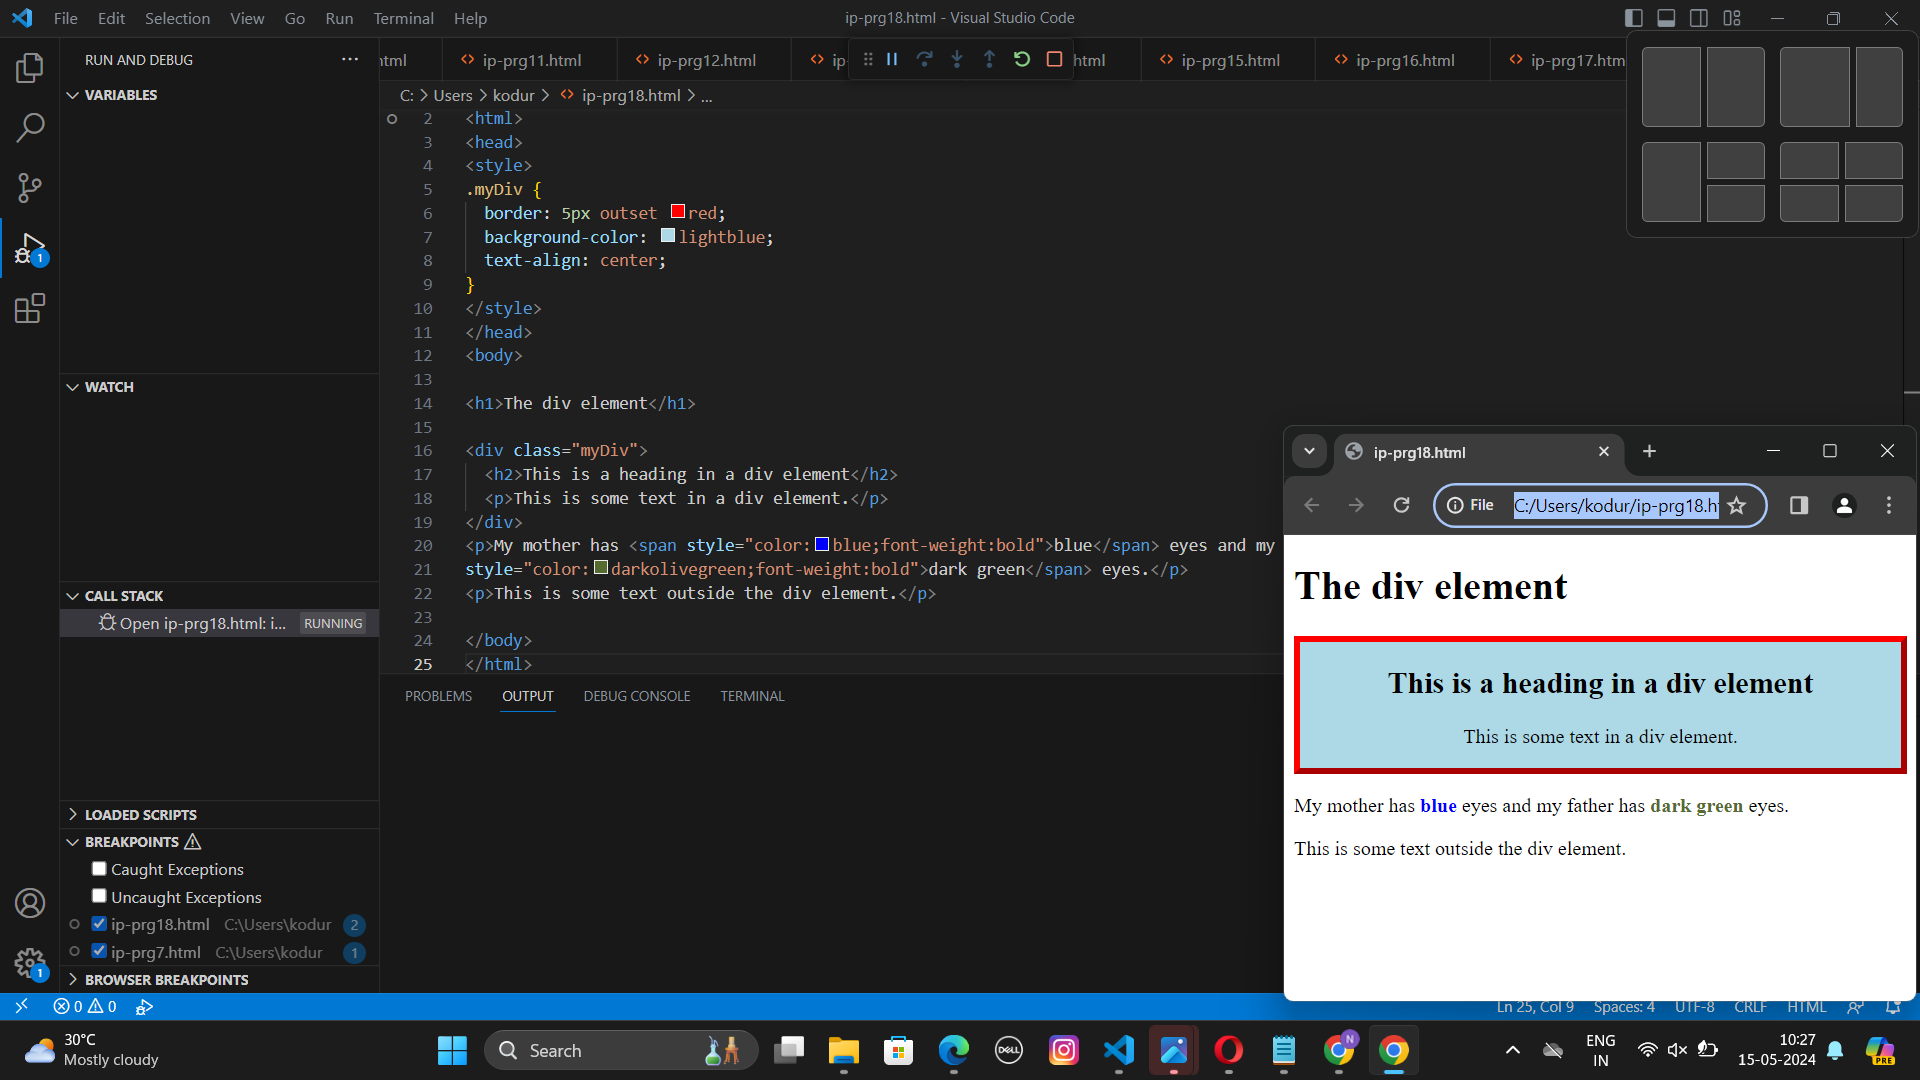 File Edit Selection View Go Run Terminal Help
ip-prg18.html - Visual Studio Code
RUN AND DEBUG
html ip-prg11.html ip-prg12.html ip- html ip-prg15.html ip-prg16.html ip-prg17.htm
VARIABLES
C: > Users > kodur > <> ip-prg18.html > ...
2 <html>
3 <head>
4 <style>
5 .myDiv {
6 border: 5px outset red;
7 background-color: lightblue;
8 text-align: center;
9 }
10 </style>
11 </head>
12 <body>
13
14 <h1>The div element</h1>
15
16 <div class="myDiv">
17 <h2>This is a heading in a div element</h2>
18 <p>This is some text in a div element.</p>
19 </div>
20 <p>My mother has <span style="color:blue;font-weight:bold">blue</span> eyes and my
21 style="color:darkolivegreen;font-weight:bold">dark green</span> eyes.</p>
22 <p>This is some text outside the div element.</p>
23
24 </body>
25 </html>
WATCH
CALL STACK
Open ip-prg18.html: i... RUNNING
LOADED SCRIPTS
BREAKPOINTS
Caught Exceptions
Uncaught Exceptions
ip-prg18.html C:\Users\kodur 2
ip-prg7.html C:\Users\kodur 1
BROWSER BREAKPOINTS
1
1
PROBLEMS OUTPUT DEBUG CONSOLE TERMINAL
ip-prg18.html
File C:/Users/kodur/ip-prg18.h
The div element
This is a heading in a div element
This is some text in a div element.
My mother has blue eyes and my father has dark green eyes.
This is some text outside the div element.
0 0
Ln 25, Col 9 Spaces: 4 UTF-8 CRLF HTML
30°C
Mostly cloudy
Search
DELL
N
ENG
IN
10:27
15-05-2024
PRE